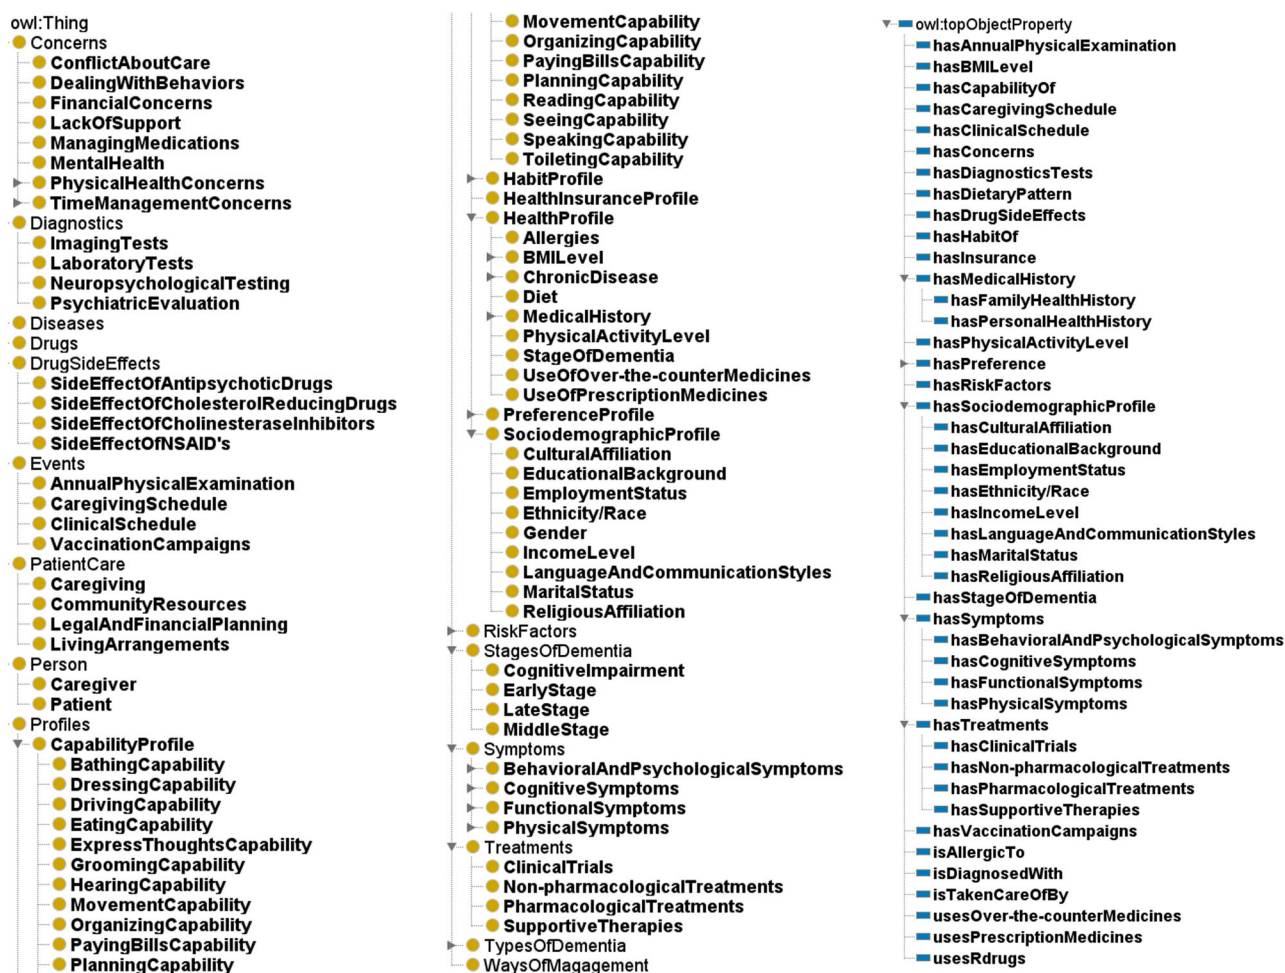 owl:Thing
Concerns
ConflictAboutCare
DealingWithBehaviors
FinancialConcerns
LackOfSupport
ManagingMedications
MentalHealth
PhysicalHealthConcerns
TimeManagementConcerns
Diagnostics
ImagingTests
LaboratoryTests
NeuropsychologicalTesting
PsychiatricEvaluation
Diseases
Drugs
DrugSideEffects
SideEffectOfAntipsychoticDrugs
SideEffectOfCholesterolReducingDrugs
SideEffectOfCholinesteraseInhibitors
SideEffectOfNSAID's
Events
AnnualPhysicalExamination
CaregivingSchedule
ClinicalSchedule
VaccinationCampaigns
PatientCare
Caregiving
CommunityResources
LegalAndFinancialPlanning
LivingArrangements
Person
Caregiver
Patient
Profiles
CapabilityProfile
BathingCapability
DressingCapability
DrivingCapability
EatingCapability
ExpressThoughtsCapability
GroomingCapability
HearingCapability
MovementCapability
OrganizingCapability
PayingBillsCapability
PlanningCapability
MovementCapability
OrganizingCapability
PayingBillsCapability
PlanningCapability
ReadingCapability
SeeingCapability
SpeakingCapability
ToiletingCapability
HabitProfile
HealthInsuranceProfile
HealthProfile
Allergies
BMILevel
ChronicDisease
Diet
MedicalHistory
PhysicalActivityLevel
StageOfDementia
UseOfOver-the-counterMedicines
UseOfPrescriptionMedicines
PreferenceProfile
SociodemographicProfile
CulturalAffiliation
EducationalBackground
EmploymentStatus
Ethnicity/Race
Gender
IncomeLevel
LanguageAndCommunicationStyles
MaritalStatus
ReligiousAffiliation
RiskFactors
StagesOfDementia
CognitiveImpairment
EarlyStage
LateStage
MiddleStage
Symptoms
BehavioralAndPsychologicalSymptoms
CognitiveSymptoms
FunctionalSymptoms
PhysicalSymptoms
Treatments
ClinicalTrials
Non-pharmacologicalTreatments
PharmacologicalTreatments
SupportiveTherapies
TypesOfDementia
WaysOfMagagement
owl:topObjectProperty
hasAnnualPhysicalExamination
hasBMILevel
hasCapabilityOf
hasCaregivingSchedule
hasClinicalSchedule
hasConcerns
hasDiagnosticsTests
hasDietaryPattern
hasDrugSideEffects
hasHabitOf
hasInsurance
hasMedicalHistory
hasFamilyHealthHistory
hasPersonalHealthHistory
hasPhysicalActivityLevel
hasPreference
hasRiskFactors
hasSociodemographicProfile
hasCulturalAffiliation
hasEducationalBackground
hasEmploymentStatus
hasEthnicity/Race
hasIncomeLevel
hasLanguageAndCommunicationStyles
hasMaritalStatus
hasReligiousAffiliation
hasStageOfDementia
hasSymptoms
hasBehavioralAndPsychologicalSymptoms
hasCognitiveSymptoms
hasFunctionalSymptoms
hasPhysicalSymptoms
hasTreatments
hasClinicalTrials
hasNon-pharmacologicalTreatments
hasPharmacologicalTreatments
hasSupportiveTherapies
hasVaccinationCampaigns
isAllergicTo
isDiagnosedWith
isTakenCareOfBy
usesOver-the-counterMedicines
usesPrescriptionMedicines
usesRdrugs